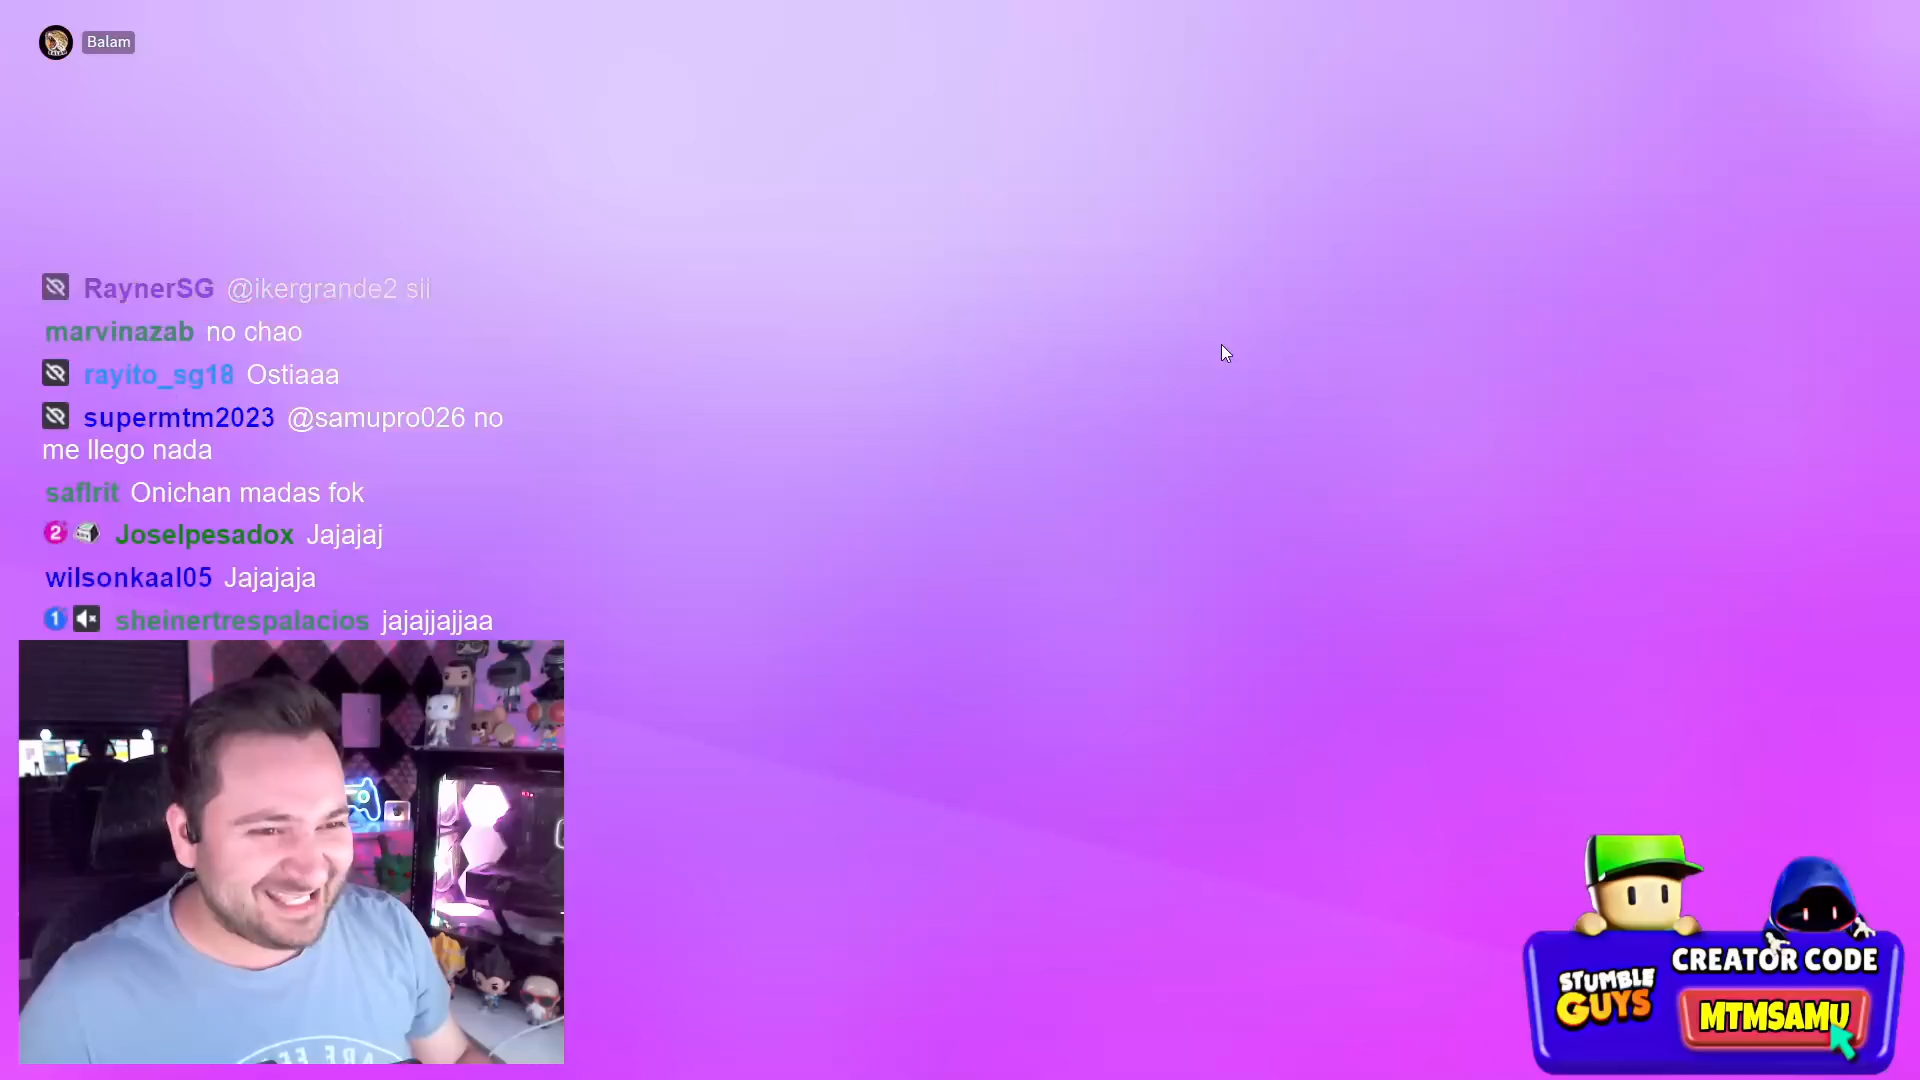 Balam
RaynerSG @ikergrande2 sii
marvinazab no chao
rayito_sg18 Ostiaaa
supermtm2023 @samupro026 no
me llego nada
saflrit Onichan madas fok
2 Joselpesadox Jajajaj
wilsonkaal05 Jajajaja
1 sheinertrespalacios jajajjajjaa
CREATOR CODE
STUMBLE
GUYS
MTMSAMU